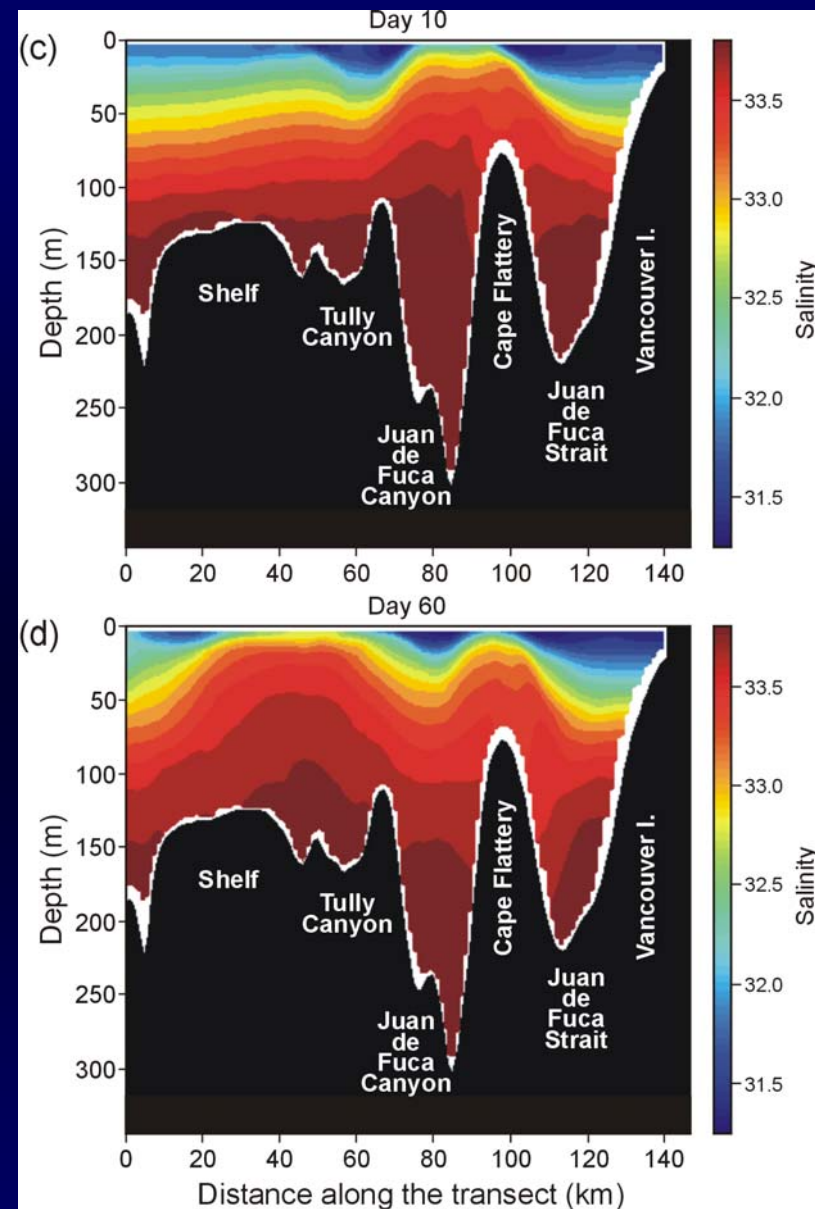 Day 10
(c)
0
50
100
150
200
250
300
Depth (m)
Shelf
Tully
Canyon
Juan
de
Fuca
Canyon
Cape Flattery
Juan
de
Fuca
Strait
Vancouver I.
0 20 40 60 80 100 120 140
33.5
33.0
32.5
32.0
31.5
Salinity
Day 60
(d)
0
50
100
150
200
250
300
Depth (m)
Shelf
Tully
Canyon
Juan
de
Fuca
Canyon
Cape Flattery
Juan
de
Fuca
Strait
Vancouver I.
0 20 40 60 80 100 120 140
Distance along the transect (km)
33.5
33.0
32.5
32.0
31.5
Salinity